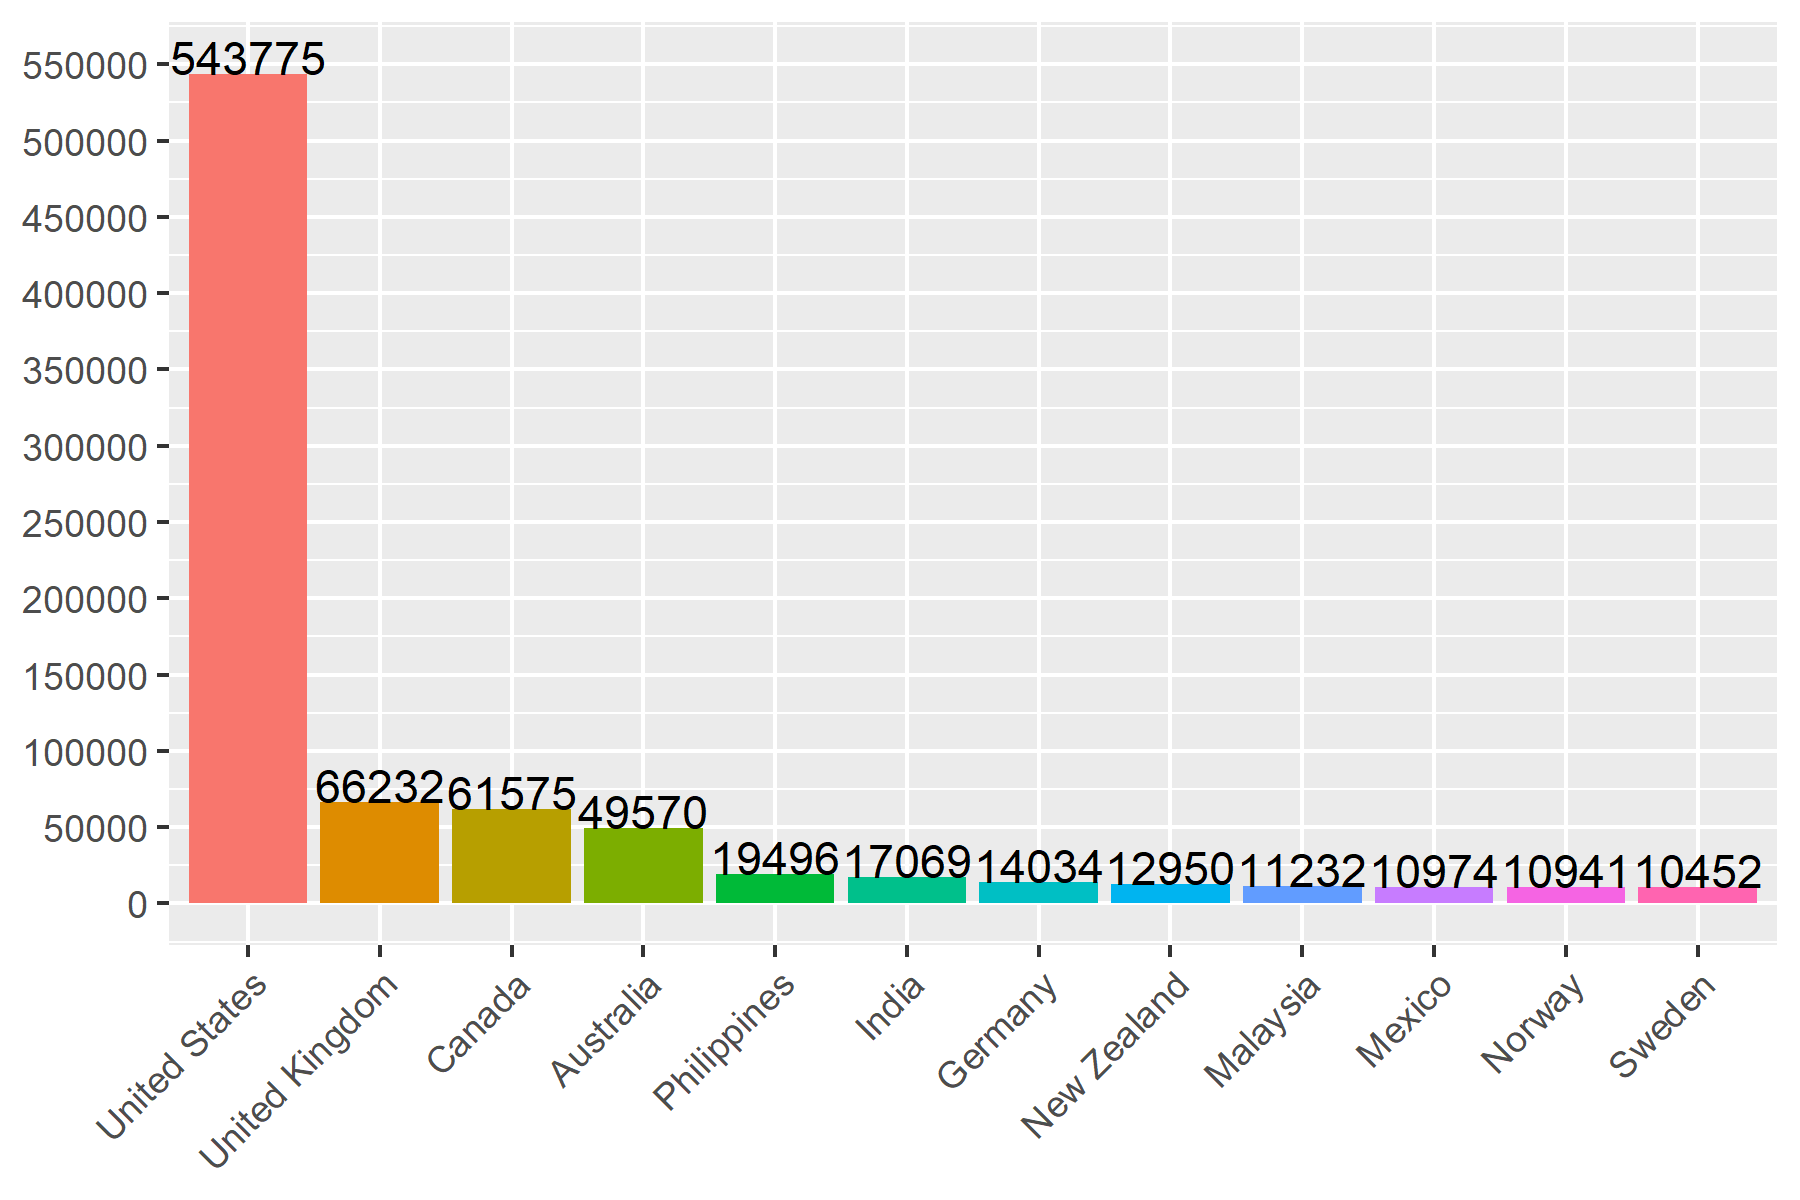 550000
500000
450000
400000
350000
300000
250000
200000
150000
100000
50000
0
543775
66232
61575
49570
19496
17069
14034
12950
11232
10974
10941
10452
United States
United Kingdom
Canada
Australia
Philippines
India
Germany
New Zealand
Malaysia
Mexico
Norway
Sweden